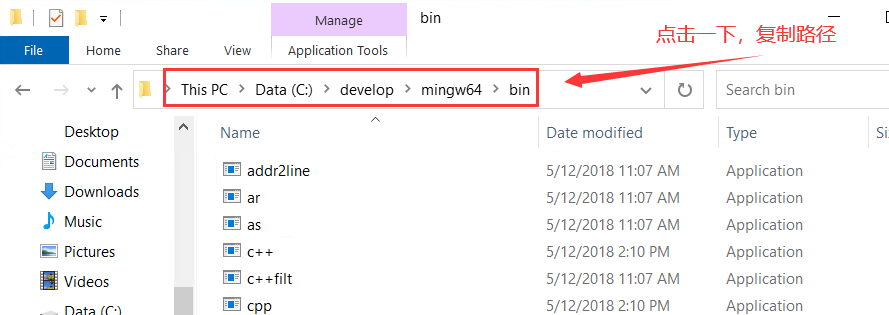 Manage
bin
File
Home
Share
View
Application Tools
点击一下，复制路径
This PC > Data (C:) > develop > mingw64 > bin
Search bin
Desktop
Documents
Downloads
Music
Pictures
Videos
Data (C:)
Name
Date modified
Type
Si
addr2line
5/12/2018 11:07 AM
Application
ar
5/12/2018 11:07 AM
Application
as
5/12/2018 11:07 AM
Application
c++
5/12/2018 2:10 PM
Application
c++filt
5/12/2018 11:07 AM
Application
cpp
5/12/2018 2:10 PM
Application